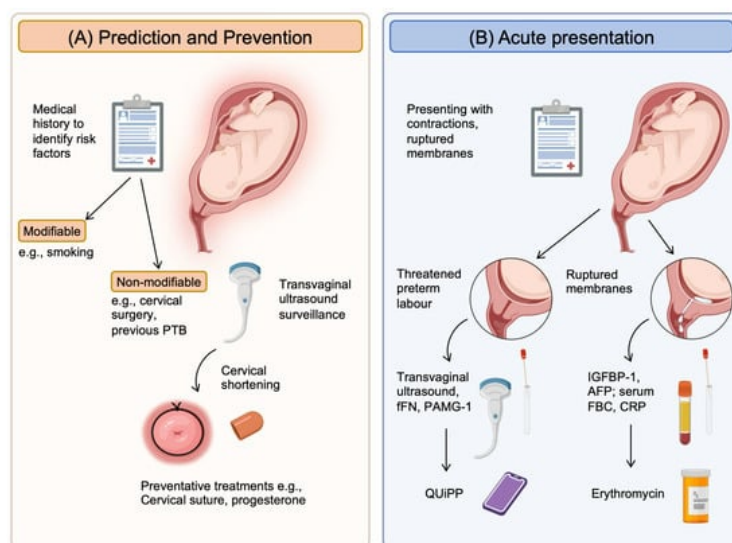 (A) Prediction and Prevention
Medical
history to
identify risk
factors
Modifiable
e.g., smoking
Non-modifiable
e.g., cervical
surgery,
previous PTB
Transvaginal
ultrasound
surveillance
Cervical
shortening
Preventative treatments e.g.,
Cervical suture, progesterone
(B) Acute presentation
Presenting with
contractions,
ruptured
membranes
Threatened
preterm
labour
Ruptured
membranes
Transvaginal
ultrasound,
fFN, PAMG-1
IGFBP-1,
AFP; serum
FBC, CRP
QUiPP
Erythromycin